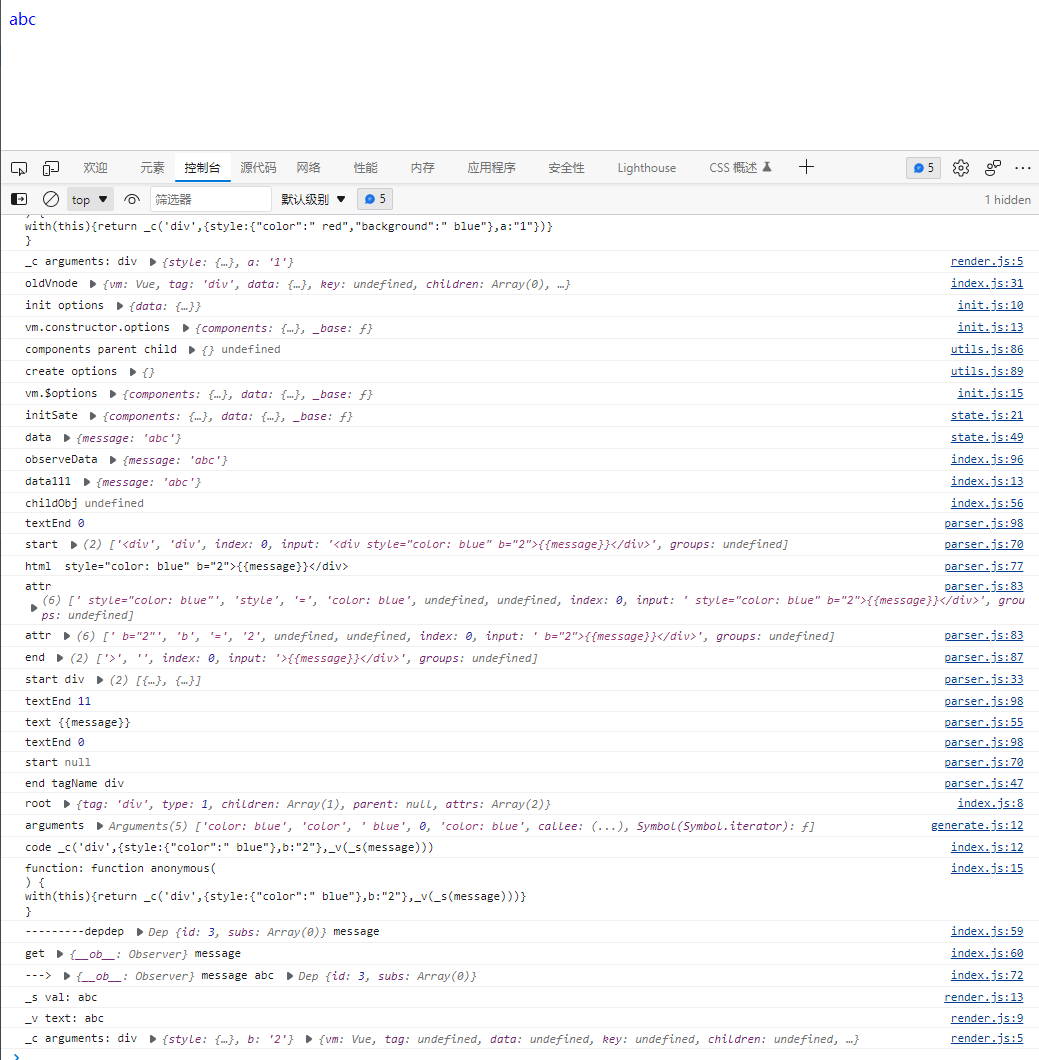 abc
欢迎 元素 控制台 源代码 网络 性能 内存 应用程序 安全性 Lighthouse CSS 概述 5
top 筛选器 默认级别 5 1 hidden
) {
with(this){return _c('div',{style:{"color":" red","background":" blue"},a:"1"})}
}
_c arguments: div ▶ {style: {…}, a: '1'} render.js:5
oldVnode ▶ {vm: Vue, tag: 'div', data: {…}, key: undefined, children: Array(0), …} index.js:31
init options ▶ {data: {…}} init.js:10
vm.constructor.options ▶ {components: {…}, _base: ƒ} init.js:13
components parent child ▶ {} undefined utils.js:86
create options ▶ {} utils.js:89
vm.$options ▶ {components: {…}, data: {…}, _base: ƒ} init.js:15
initSate ▶ {components: {…}, data: {…}, _base: ƒ} state.js:21
data ▶ {message: 'abc'} state.js:49
observeData ▶ {message: 'abc'} index.js:96
data111 ▶ {message: 'abc'} index.js:13
childObj undefined index.js:56
textEnd 0 parser.js:98
start ▶ (2) ['<div', 'div', index: 0, input: '<div style="color: blue" b="2">{{message}}</div>', groups: undefined] parser.js:70
html  style="color: blue" b="2">{{message}}</div> parser.js:77
attr parser.js:83
▶ (6) [' style="color: blue"', 'style', '=', 'color: blue', undefined, undefined, index: 0, input: ' style="color: blue" b="2">{{message}}</div>', grou
ps: undefined]
attr ▶ (6) [' b="2"', 'b', '=', '2', undefined, undefined, index: 0, input: ' b="2">{{message}}</div>', groups: undefined] parser.js:83
end ▶ (2) ['>', '', index: 0, input: '>{{message}}</div>', groups: undefined] parser.js:87
start div ▶ (2) [{…}, {…}] parser.js:33
textEnd 11 parser.js:98
text {{message}} parser.js:55
textEnd 0 parser.js:98
start null parser.js:70
end tagName div parser.js:47
root ▶ {tag: 'div', type: 1, children: Array(1), parent: null, attrs: Array(2)} index.js:8
arguments ▶ Arguments(5) ['color: blue', 'color', ' blue', 0, 'color: blue', callee: (...), Symbol(Symbol.iterator): ƒ] generate.js:12
code _c('div',{style:{"color":" blue"},b:"2"},_v(_s(message))) index.js:12
function: function anonymous( index.js:15
) {
with(this){return _c('div',{style:{"color":" blue"},b:"2"},_v(_s(message)))}
}
---------depdep ▶ Dep {id: 3, subs: Array(0)} message index.js:59
get ▶ {__ob__: Observer} message index.js:60
---> ▶ {__ob__: Observer} message abc ▶ Dep {id: 3, subs: Array(0)} index.js:72
_s val: abc render.js:13
_v text: abc render.js:9
_c arguments: div ▶ {style: {…}, b: '2'} ▶ {vm: Vue, tag: undefined, data: undefined, key: undefined, children: undefined, …} render.js:5